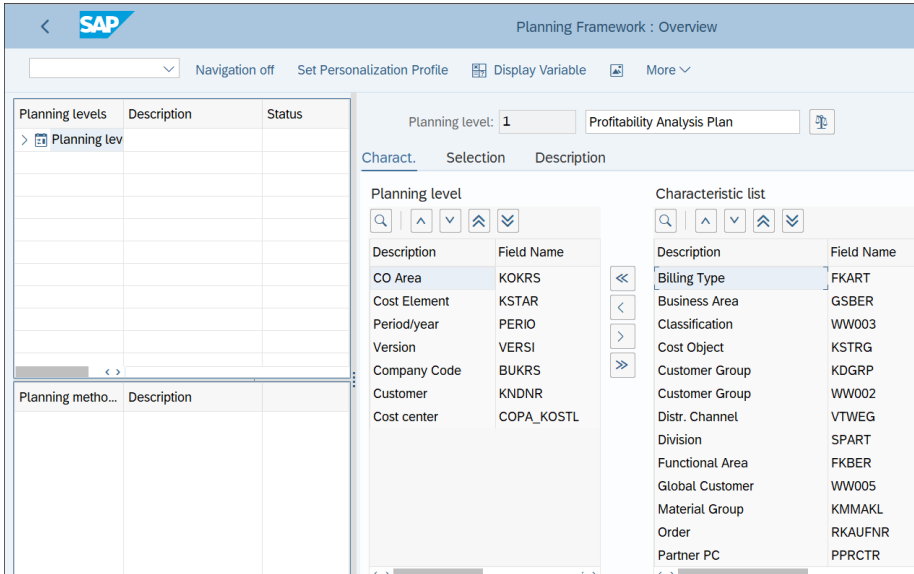 SAP
Planning Framework : Overview
Navigation off Set Personalization Profile Display Variable More
Planning levels Description Status
Planning lev
Planning metho... Description
Planning level: 1 Profitability Analysis Plan
Charact. Selection Description
Planning level
Description Field Name
CO Area KOKRS
Cost Element KSTAR
Period/year PERIO
Version VERSI
Company Code BUKRS
Customer KNDNR
Cost center COPA_KOSTL
Characteristic list
Description Field Name
Billing Type FKART
Business Area GSBER
Classification WW003
Cost Object KSTRG
Customer Group KDGRP
Customer Group WW002
Distr. Channel VTWEG
Division SPART
Functional Area FKBER
Global Customer WW005
Material Group KMMAKL
Order RKAUFNR
Partner PC PPRCTR